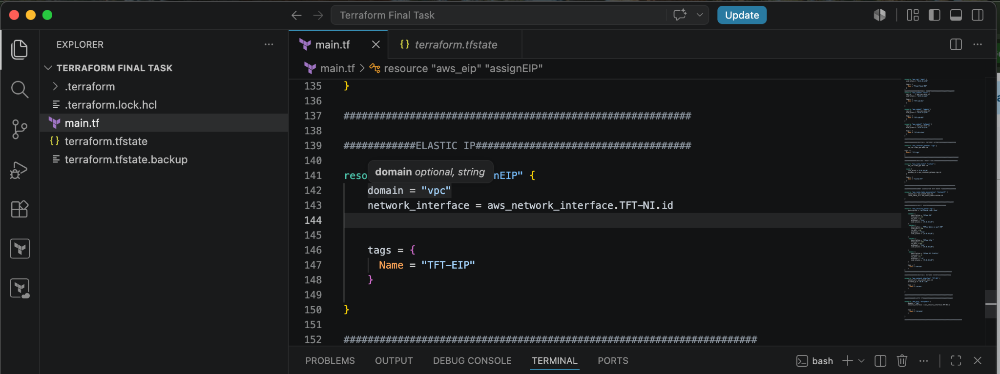 Terraform Final Task
Update
EXPLORER
main.tf
terraform.tfstate
TERRAFORM FINAL TASK
main.tf > resource "aws_eip" "assignEIP"
.terraform
.terraform.lock.hcl
main.tf
terraform.tfstate
terraform.tfstate.backup
135 }
136
137 ##########################################################
138
139 ############ELASTIC IP####################################
140
domain optional, string
141 reso nEIP" {
142 domain = "vpc"
143 network_interface = aws_network_interface.TFT-NI.id
144
145
146 tags = {
147 Name = "TFT-EIP"
148 }
149
150 }
151
152 #####################################################################
PROBLEMS OUTPUT DEBUG CONSOLE TERMINAL PORTS
bash